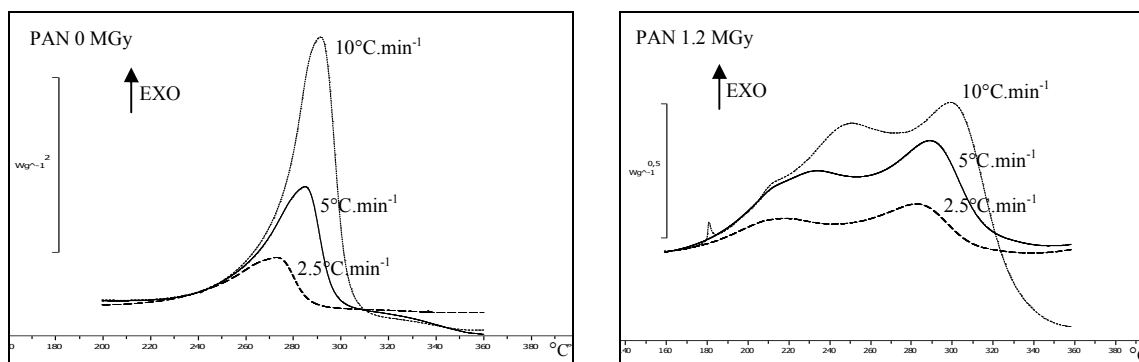 PAN 0 MGy
10°C.min-1
EXO
Wg^-1 2
5°C.min-1
2.5°C.min-1
180 200 220 240 260 280 300 320 340 360 °C
PAN 1.2 MGy
EXO
10°C.min-1
Wg^-1 0,5
5°C.min-1
2.5°C.min-1
160 180 200 220 240 260 280 300 320 340 360